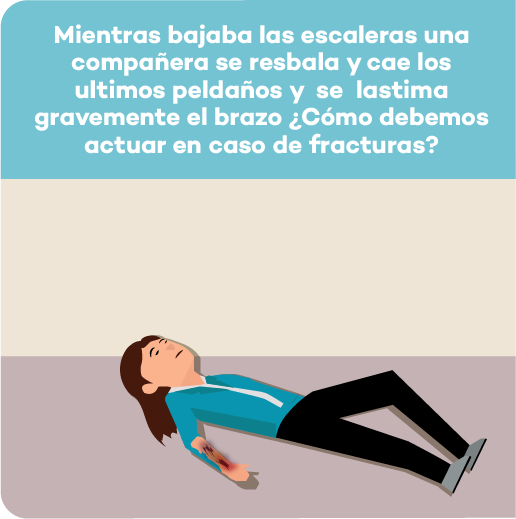 Mientras bajaba las escaleras una
compañera se resbala y cae los
ultimos peldaños y se lastima
gravemente el brazo ¿Cómo debemos
actuar en caso de fracturas?